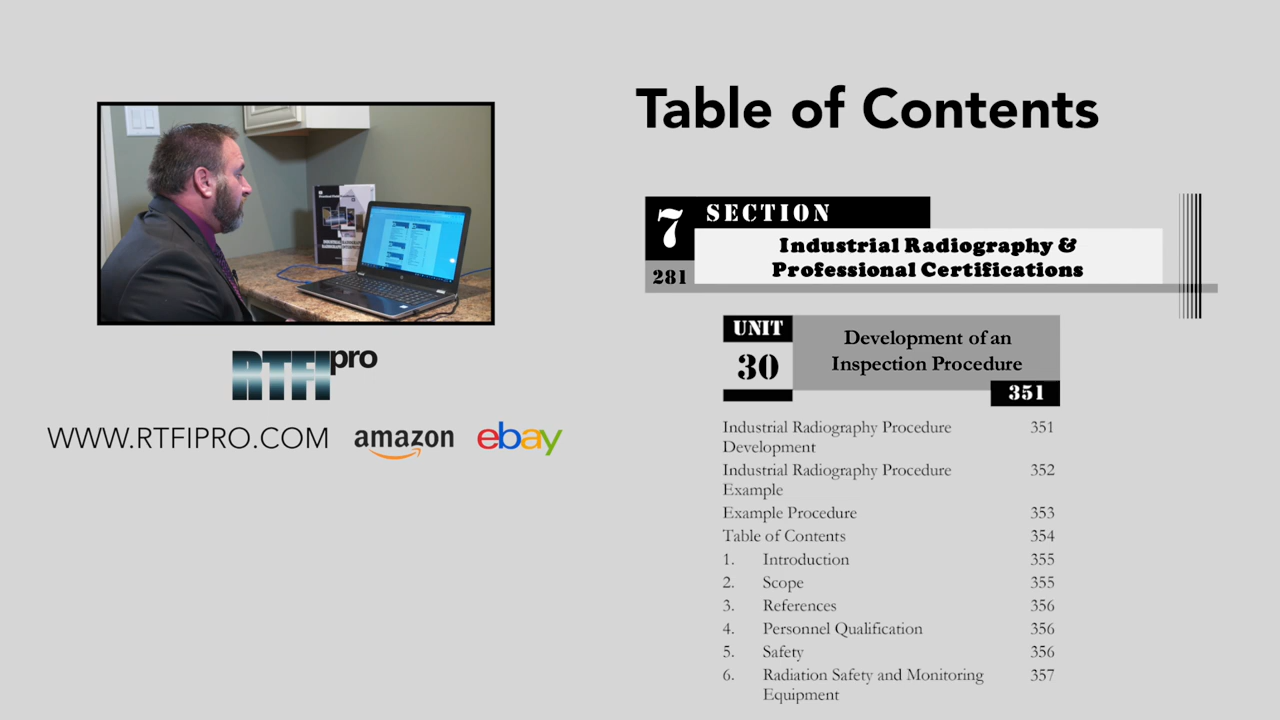 Table of Contents
7
SECTION
Industrial Radiography &
Professional Certifications
281
UNIT
30
Development of an
Inspection Procedure
351
Industrial Radiography Procedure 351
Development
Industrial Radiography Procedure 352
Example
Example Procedure 353
Table of Contents 354
1. Introduction 355
2. Scope 355
3. References 356
4. Personnel Qualification 356
5. Safety 356
6. Radiation Safety and Monitoring 357
Equipment
RTFI pro
WWW.RTFIPRO.COM amazon ebay